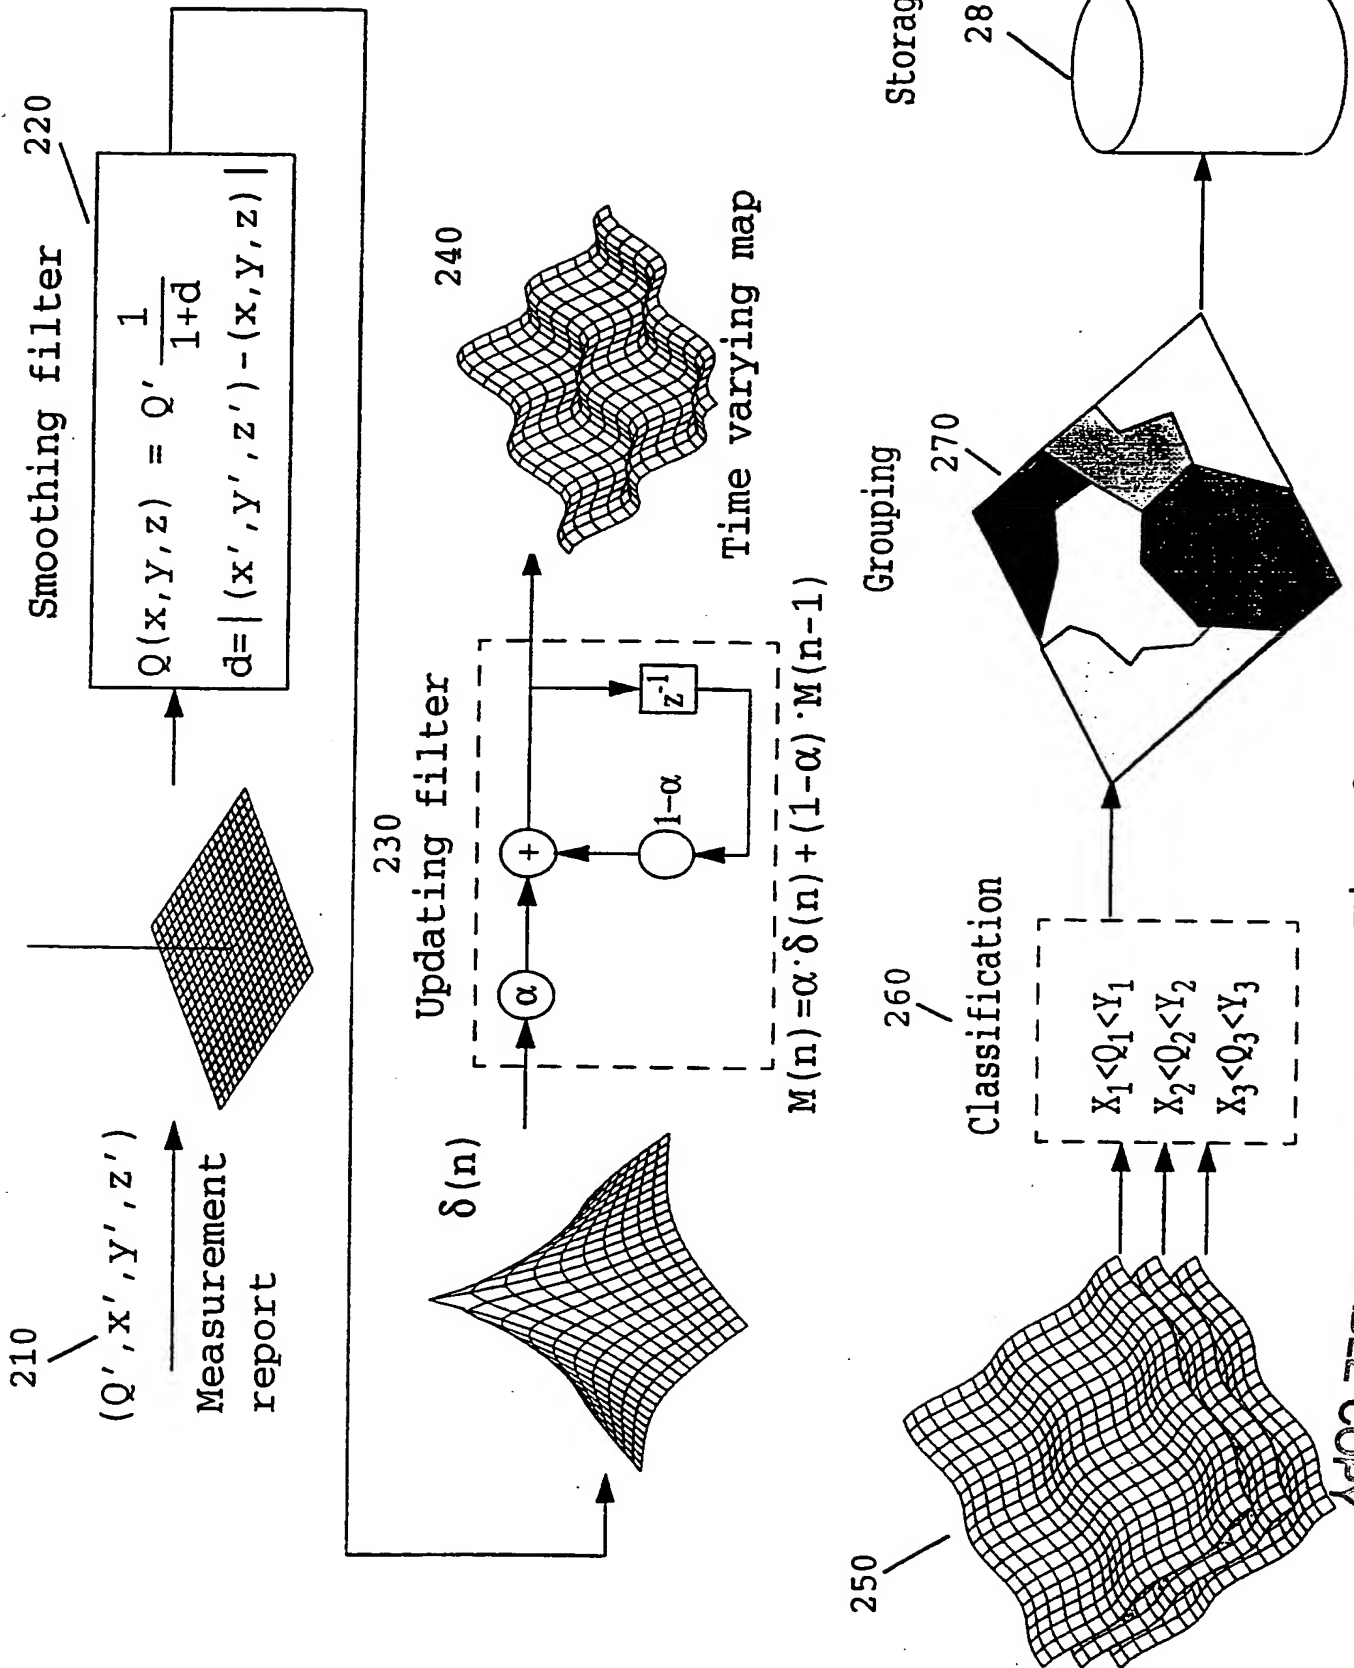 210
(Q',x',y',z')
Measurement
report
Smoothing filter
220
Q(x,y,z) = Q' 1/(1+d)
d=|(x',y',z')-(x,y,z)|
δ(n)
230
Updating filter
α
+
1-α
z⁻¹
M(n)=α·δ(n)+(1-α)·M(n-1)
240
Time varying map
250
260
Classification
X₁<Q₁<Y₁
X₂<Q₂<Y₂
X₃<Q₃<Y₃
Grouping
270
Storag
28
COPY